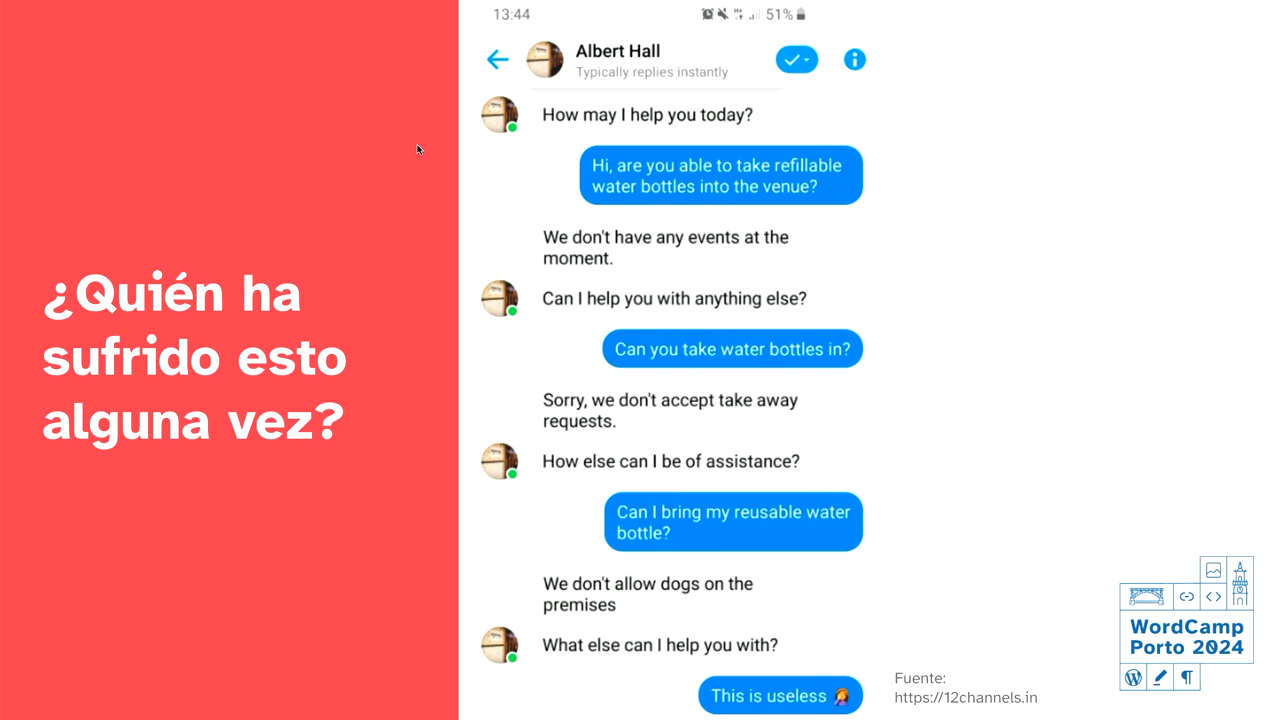 ¿Quién ha
sufrido esto
alguna vez?
13:44
51%
Albert Hall
Typically replies instantly
How may I help you today?
Hi, are you able to take refillable
water bottles into the venue?
We don't have any events at the
moment.
Can I help you with anything else?
Can you take water bottles in?
Sorry, we don't accept take away
requests.
How else can I be of assistance?
Can I bring my reusable water
bottle?
We don't allow dogs on the
premises
What else can I help you with?
This is useless 🤦‍♀️
Fuente:
https://12channels.in
WordCamp
Porto 2024